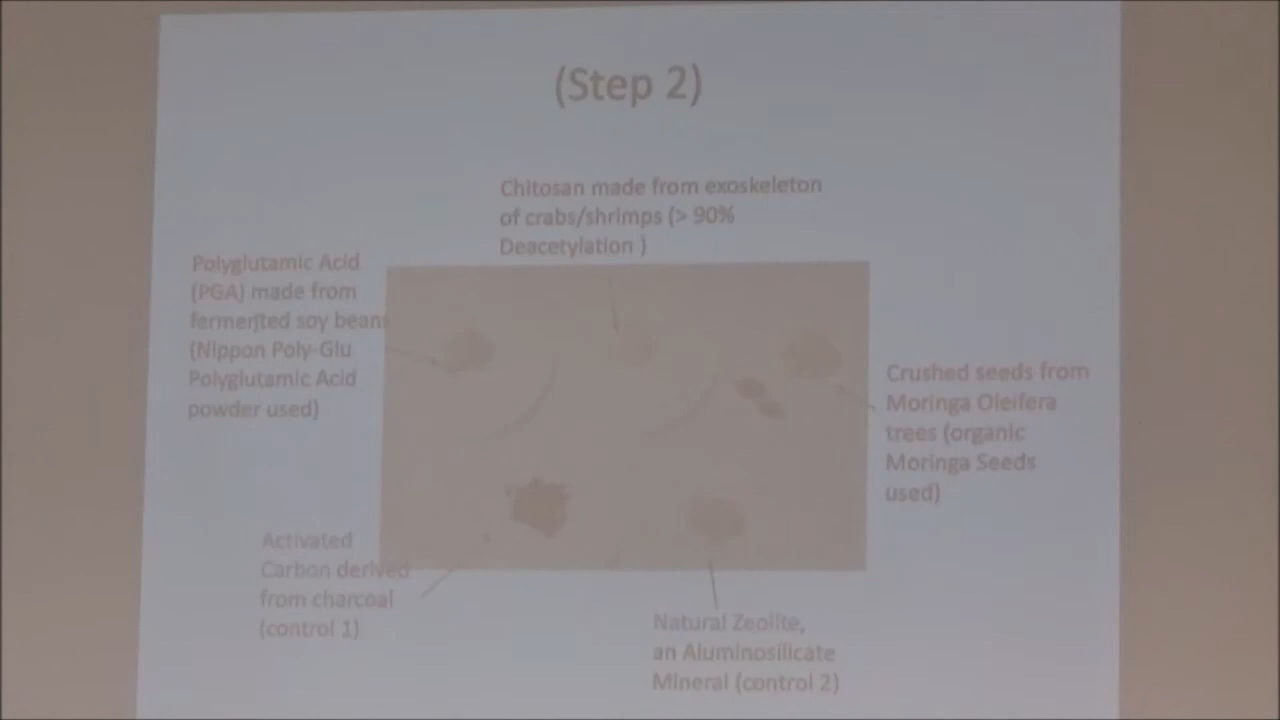 (Step 2)
Chitosan made from exoskeleton
of crabs/shrimps (> 90%
Deacetylation )
Polyglutamic Acid
(PGA) made from
fermented soy beans
(Nippon Poly-Glu
Polyglutamic Acid
powder used)
Crushed seeds from
Moringa Oleifera
trees (organic
Moringa Seeds
used)
Activated
Carbon derived
from charcoal
(control 1)
Natural Zeolite,
an Aluminosilicate
Mineral (control 2)